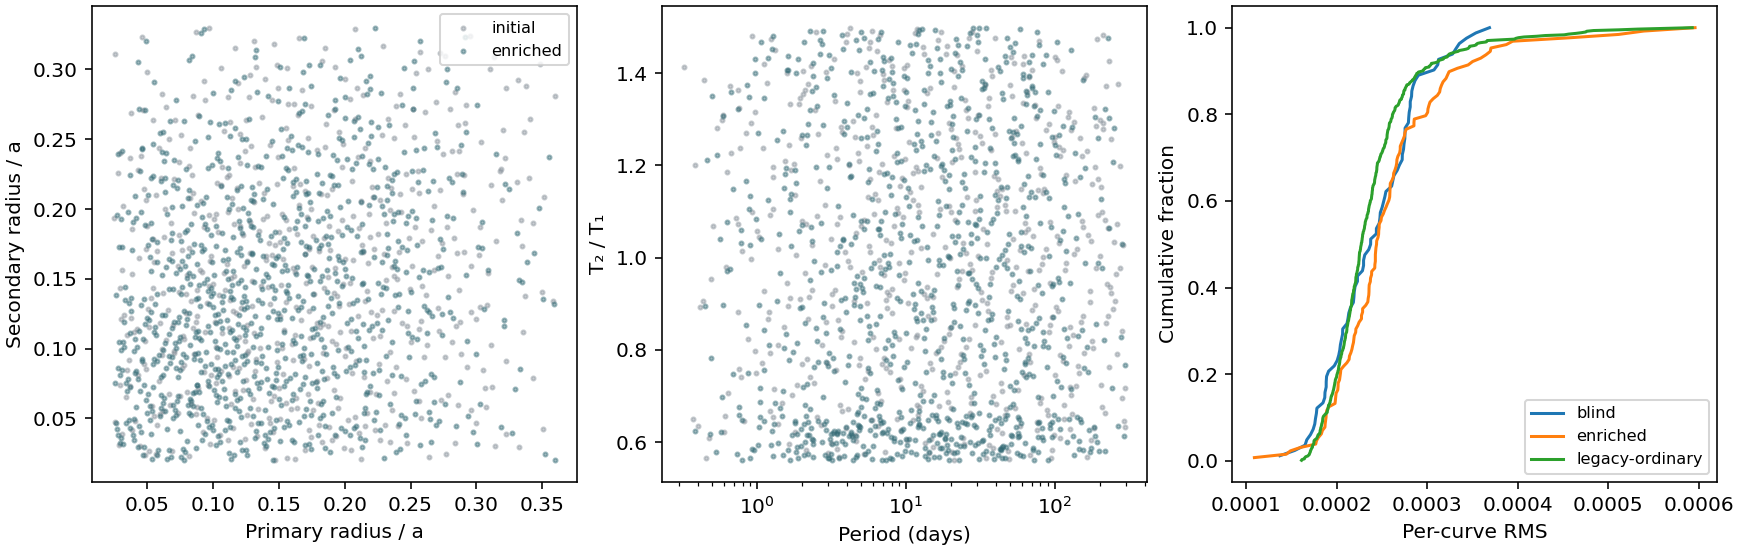 initial
enriched
0.30
0.25
0.20
0.15
0.10
0.05
Secondary radius / a
0.05 0.10 0.15 0.20 0.25 0.30 0.35
Primary radius / a
1.4
1.2
1.0
0.8
0.6
T₂ / T₁
10⁰ 10¹ 10²
Period (days)
1.0
0.8
0.6
0.4
0.2
0.0
Cumulative fraction
blind
enriched
legacy-ordinary
0.0001 0.0002 0.0003 0.0004 0.0005 0.0006
Per-curve RMS